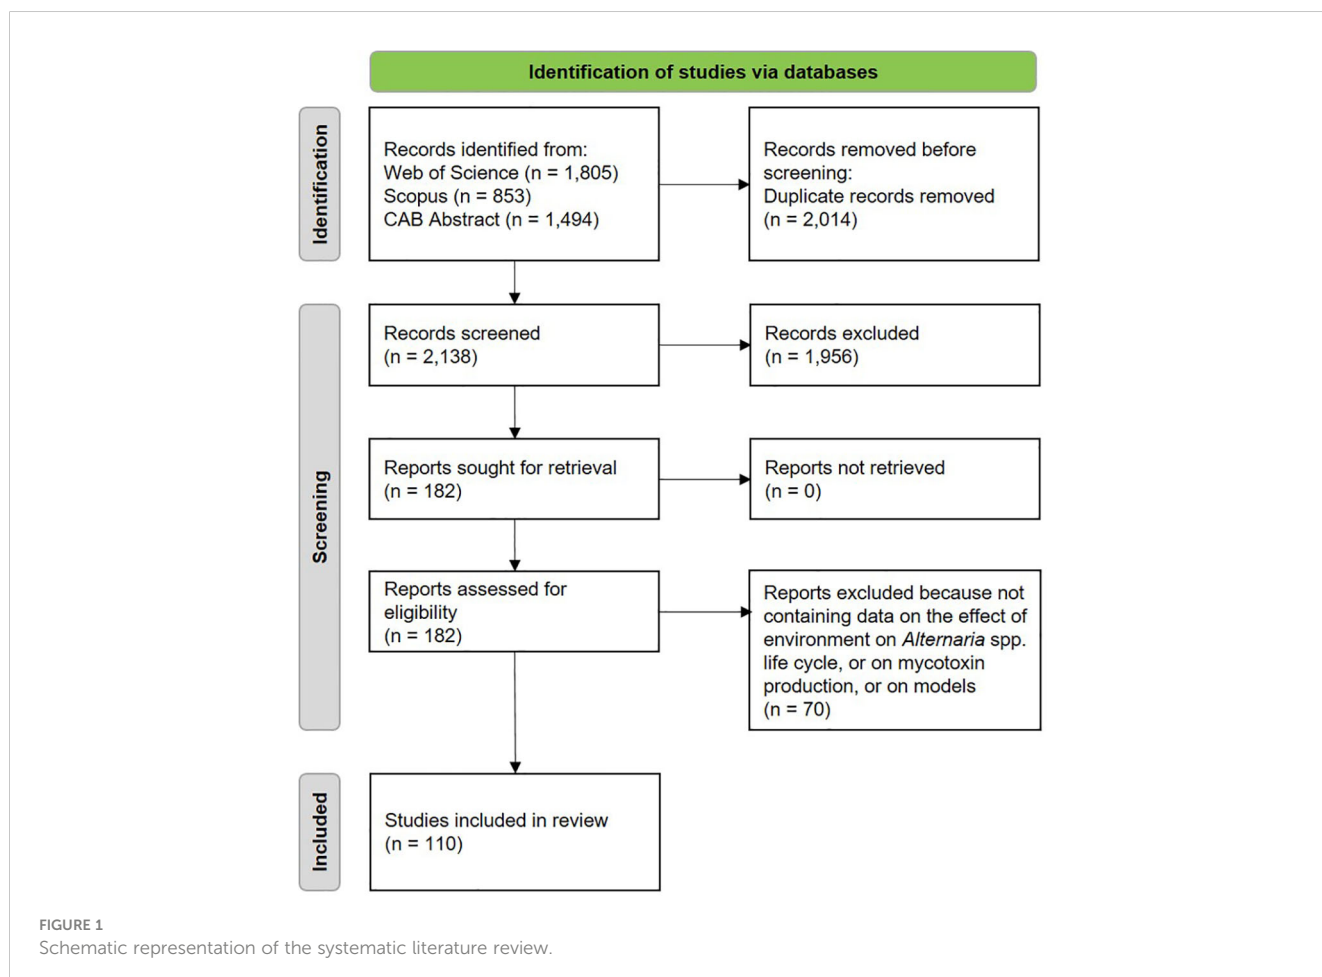 Identification of studies via databases
Identification
Records identified from:
Web of Science (n = 1,805)
Scopus (n = 853)
CAB Abstract (n = 1,494)
Records removed before
screening:
Duplicate records removed
(n = 2,014)
Screening
Records screened
(n = 2,138)
Records excluded
(n = 1,956)
Reports sought for retrieval
(n = 182)
Reports not retrieved
(n = 0)
Reports assessed for
eligibility
(n = 182)
Reports excluded because not
containing data on the effect of
environment on Alternaria spp.
life cycle, or on mycotoxin
production, or on models
(n = 70)
Included
Studies included in review
(n = 110)
FIGURE 1
Schematic representation of the systematic literature review.